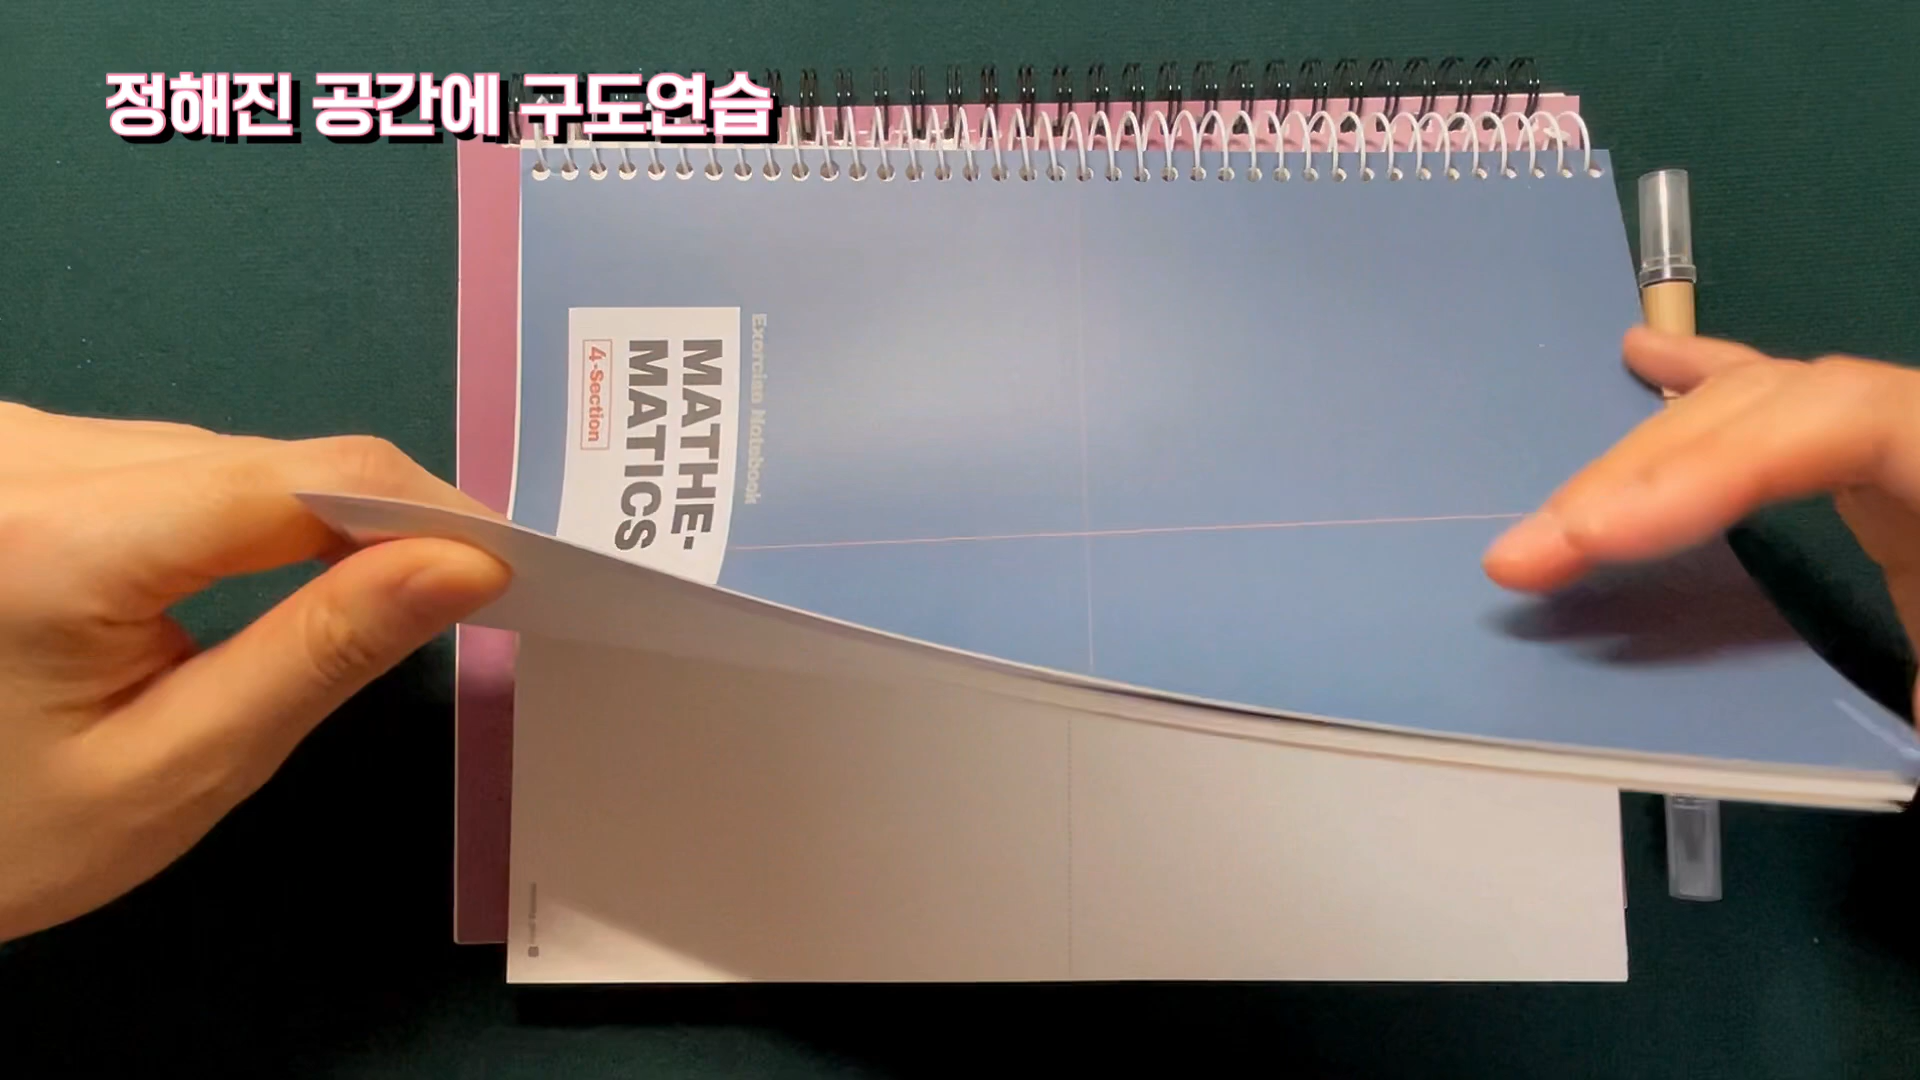 정해진 공간에 구도연습
Exercise Notebook
MATHE-
MATICS
4-Section